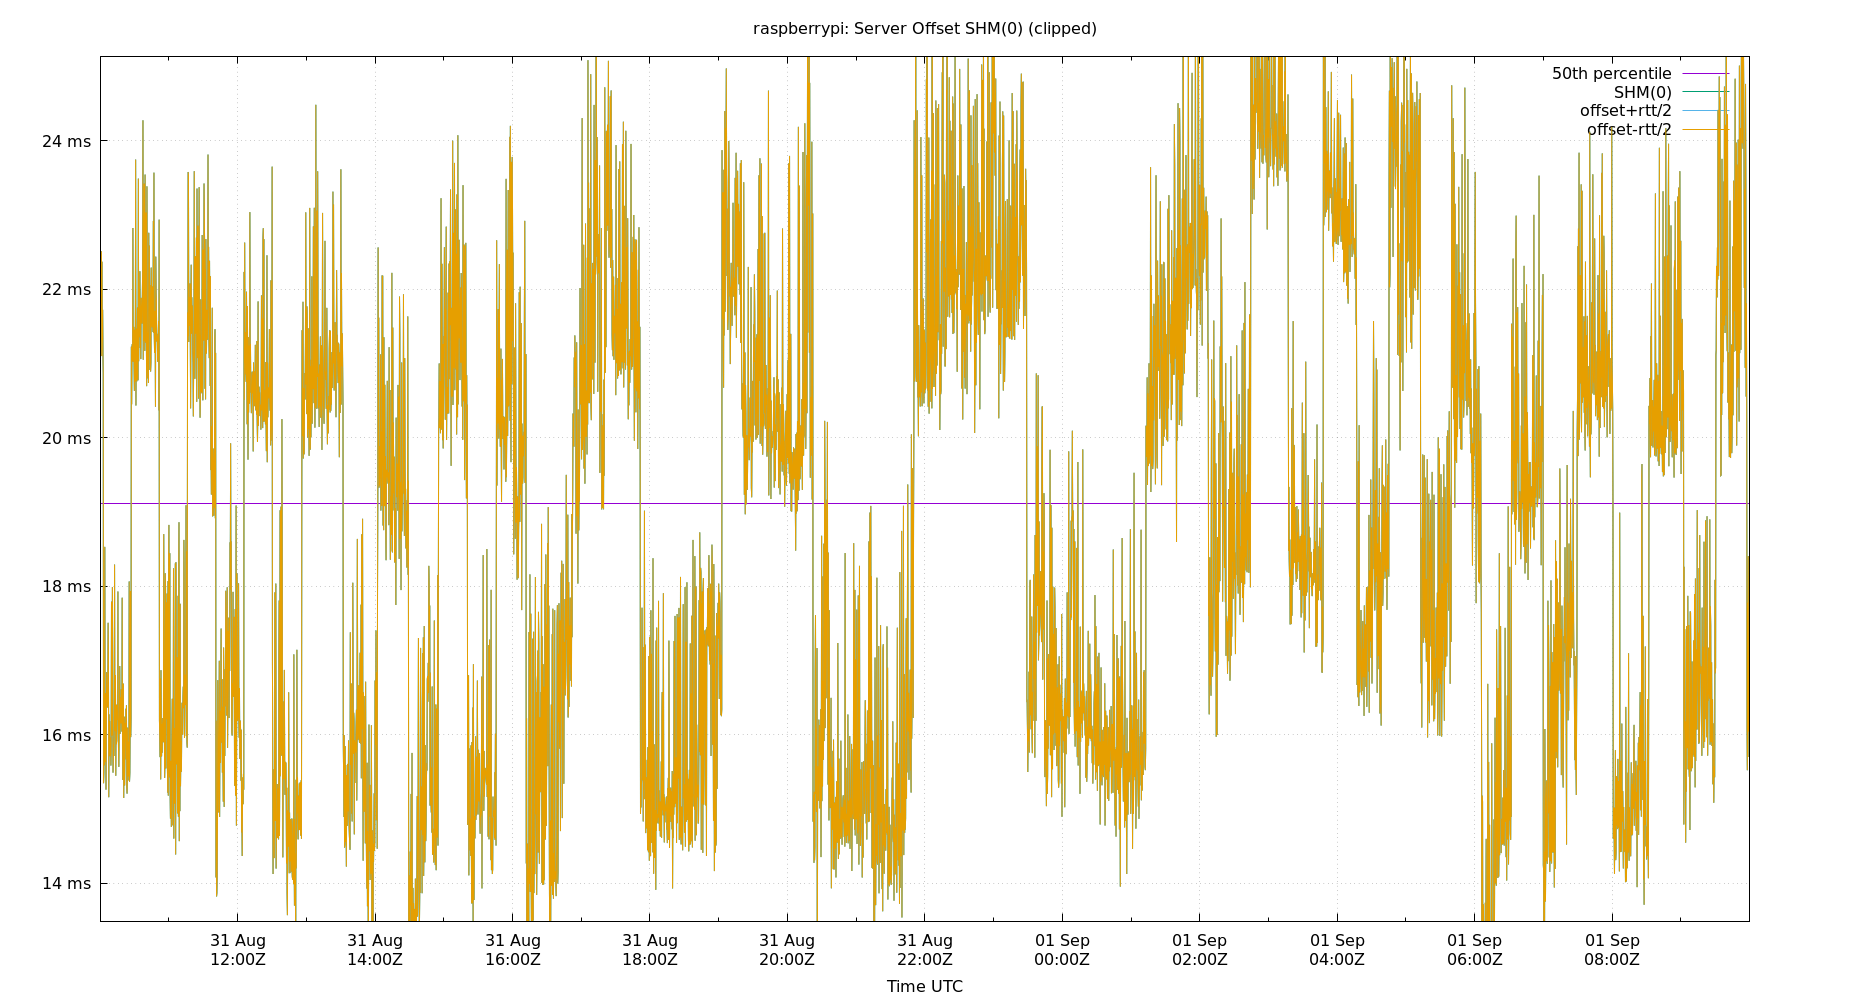 raspberrypi: Server Offset SHM(0) (clipped)
50th percentile
SHM(0)
offset+rtt/2
offset-rtt/2
24 ms
22 ms
20 ms
18 ms
16 ms
14 ms
31 Aug 31 Aug 31 Aug 31 Aug 31 Aug 31 Aug 01 Sep 01 Sep 01 Sep 01 Sep 01 Sep
12:00Z 14:00Z 16:00Z 18:00Z 20:00Z 22:00Z 00:00Z 02:00Z 04:00Z 06:00Z 08:00Z
Time UTC